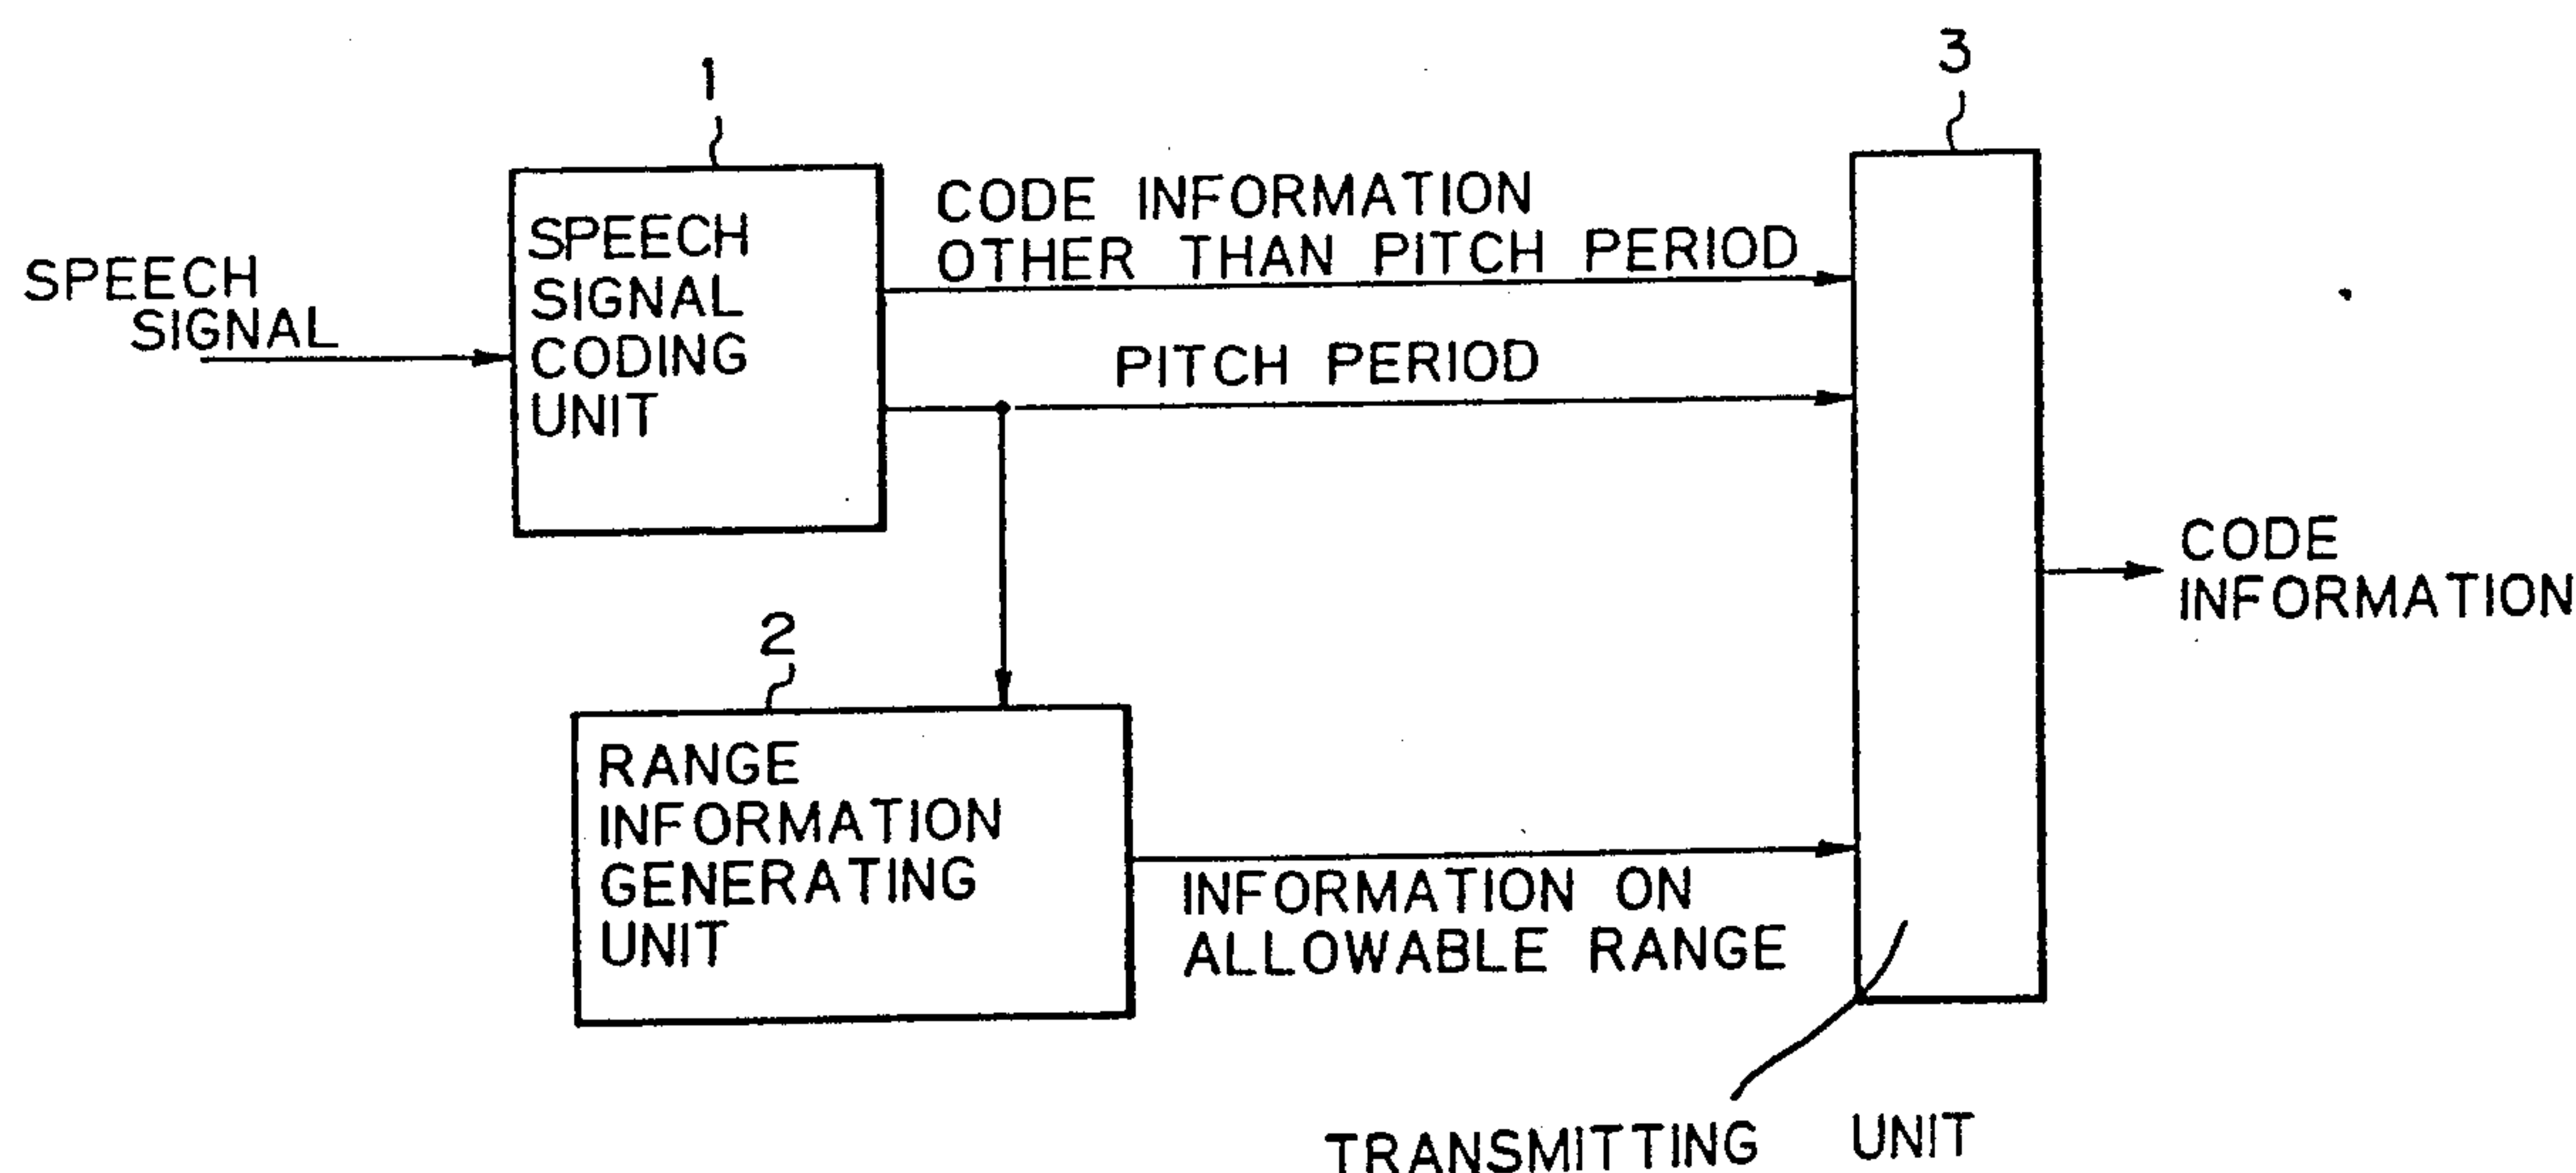 1
3
SPEECH
SIGNAL
SPEECH
SIGNAL
CODING
UNIT
CODE INFORMATION
OTHER THAN PITCH PERIOD
PITCH PERIOD
CODE
INFORMATION
2
RANGE
INFORMATION
GENERATING
UNIT
INFORMATION ON
ALLOWABLE RANGE
TRANSMITTING UNIT